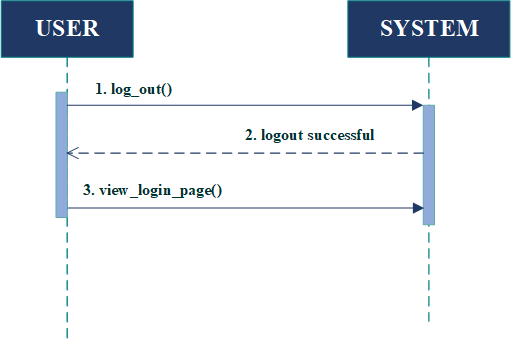 USER
SYSTEM
1. log_out()
2. logout successful
3. view_login_page()